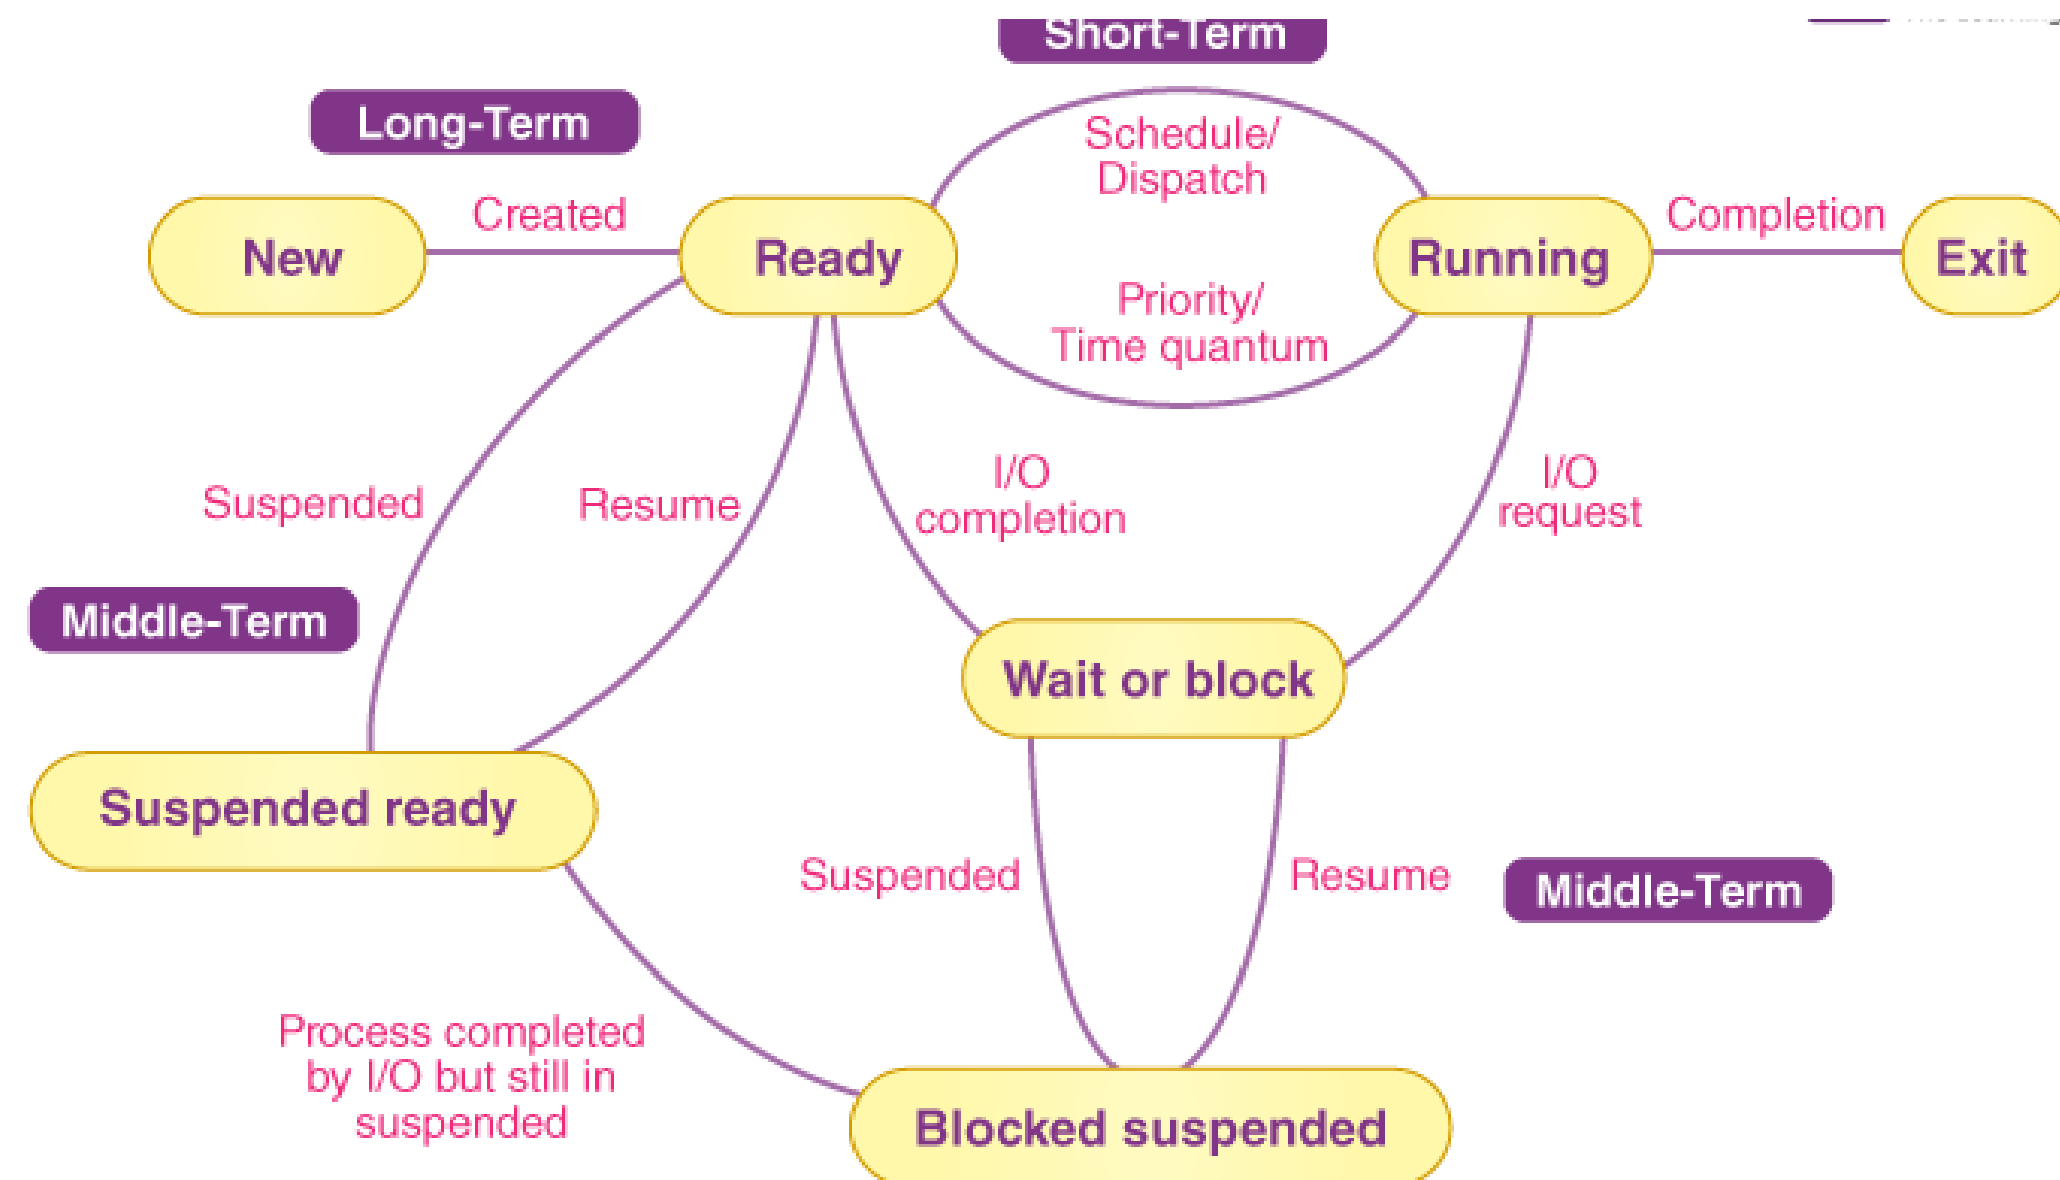 Short-Term
Long-Term
Schedule/
Dispatch
New
Created
Ready
Running
Completion
Exit
Priority/
Time quantum
Suspended
Resume
I/O
completion
I/O
request
Middle-Term
Wait or block
Suspended ready
Suspended
Resume
Middle-Term
Process completed
by I/O but still in
suspended
Blocked suspended